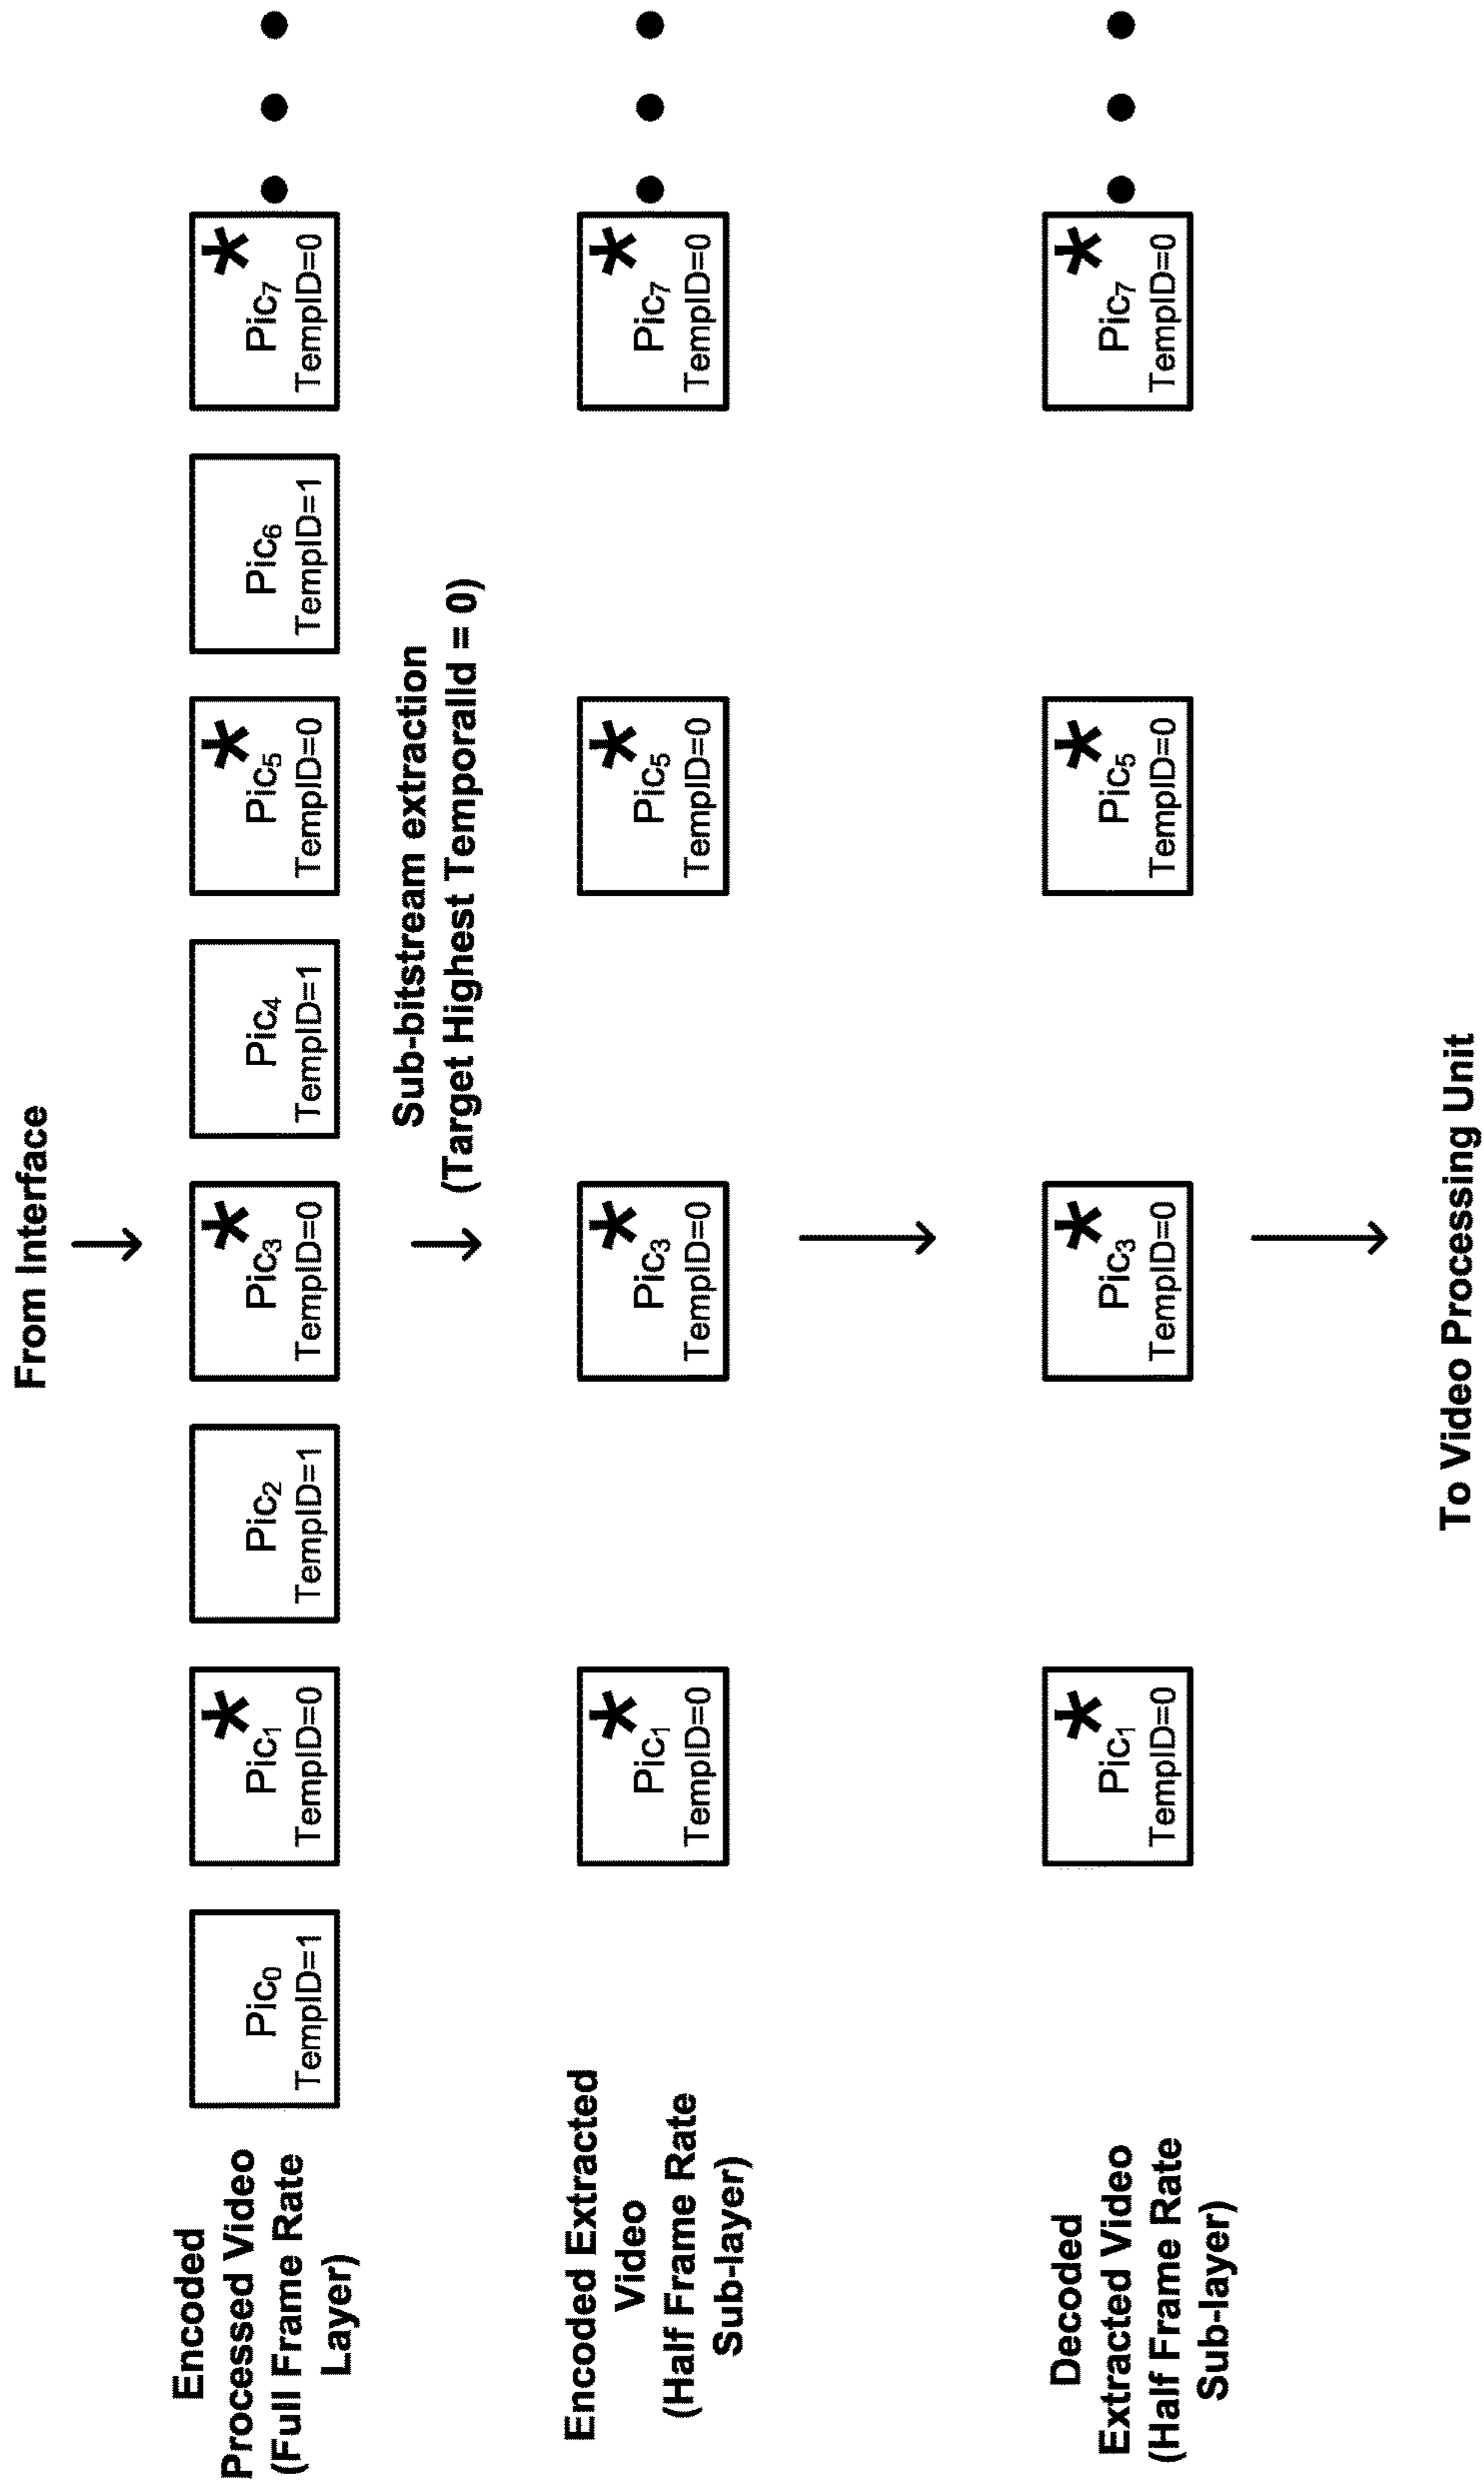 From Interface
Encoded
Processed Video
(Full Frame Rate
Layer)
Pic₀
TempID=1
Pic₁ *
TempID=0
Pic₂
TempID=1
Pic₃ *
TempID=0
Pic₄
TempID=1
Pic₅ *
TempID=0
Pic₆
TempID=1
Pic₇ *
TempID=0
Sub-bitstream extraction
(Target Highest TemporalId = 0)
Encoded Extracted
Video
(Half Frame Rate
Sub-layer)
Pic₁ *
TempID=0
Pic₃ *
TempID=0
Pic₅ *
TempID=0
Pic₇ *
TempID=0
Decoded
Extracted Video
(Half Frame Rate
Sub-layer)
Pic₁ *
TempID=0
Pic₃ *
TempID=0
Pic₅ *
TempID=0
Pic₇ *
TempID=0
To Video Processing Unit